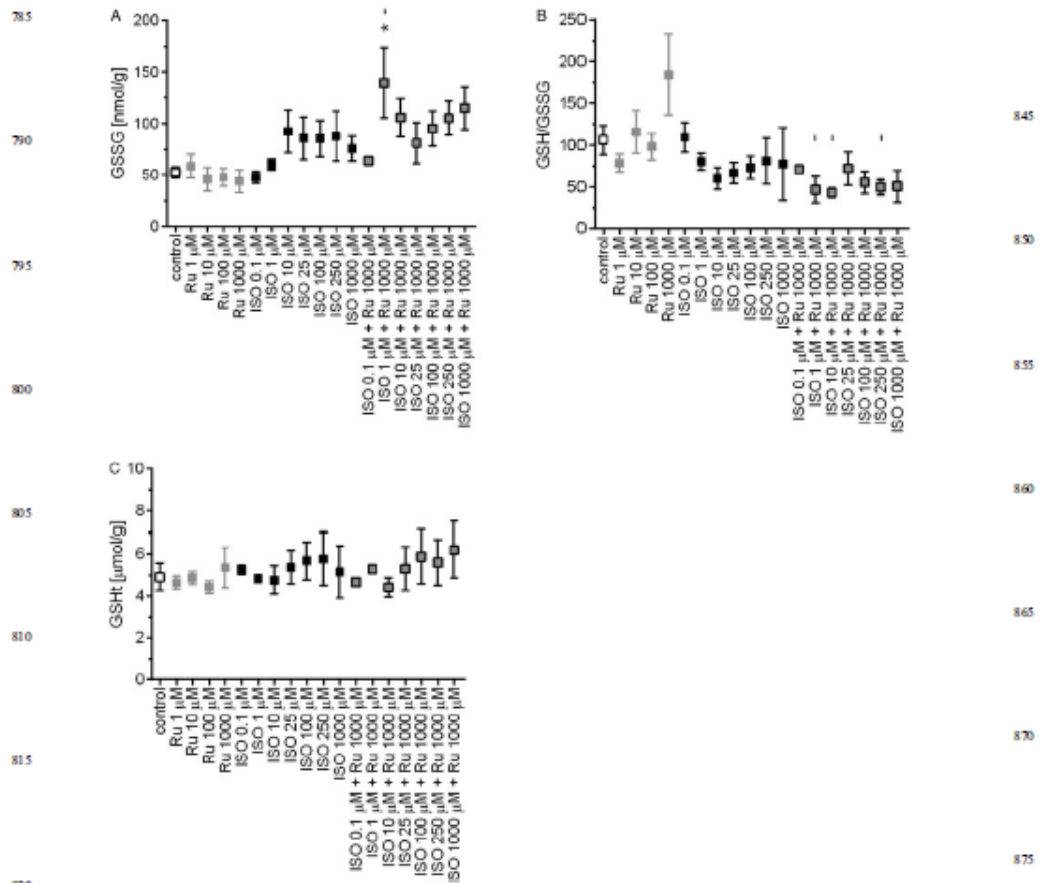 785
790
795
800
805
810
815
A
GSSG [nmol/g]
200
150
100
50
0
*
control
Ru 1 µM
Ru 10 µM
Ru 100 µM
Ru 1000 µM
ISO 0.1 µM
ISO 1 µM
ISO 10 µM
ISO 25 µM
ISO 100 µM
ISO 250 µM
ISO 1000 µM
ISO 0.1 µM + Ru 1000 µM
ISO 1 µM + Ru 1000 µM
ISO 10 µM + Ru 1000 µM
ISO 25 µM + Ru 1000 µM
ISO 100 µM + Ru 1000 µM
ISO 250 µM + Ru 1000 µM
ISO 1000 µM + Ru 1000 µM
B
GSH/GSSG
250
200
150
100
50
0
control
Ru 1 µM
Ru 10 µM
Ru 100 µM
Ru 1000 µM
ISO 0.1 µM
ISO 1 µM
ISO 10 µM
ISO 25 µM
ISO 100 µM
ISO 250 µM
ISO 1000 µM
ISO 0.1 µM + Ru 1000 µM
ISO 1 µM + Ru 1000 µM
ISO 10 µM + Ru 1000 µM
ISO 25 µM + Ru 1000 µM
ISO 100 µM + Ru 1000 µM
ISO 250 µM + Ru 1000 µM
ISO 1000 µM + Ru 1000 µM
C
GSHt [µmol/g]
10
8
6
4
2
0
control
Ru 1 µM
Ru 10 µM
Ru 100 µM
Ru 1000 µM
ISO 0.1 µM
ISO 1 µM
ISO 10 µM
ISO 25 µM
ISO 100 µM
ISO 250 µM
ISO 1000 µM
ISO 0.1 µM + Ru 1000 µM
ISO 1 µM + Ru 1000 µM
ISO 10 µM + Ru 1000 µM
ISO 25 µM + Ru 1000 µM
ISO 100 µM + Ru 1000 µM
ISO 250 µM + Ru 1000 µM
ISO 1000 µM + Ru 1000 µM
845
850
855
860
865
870
875